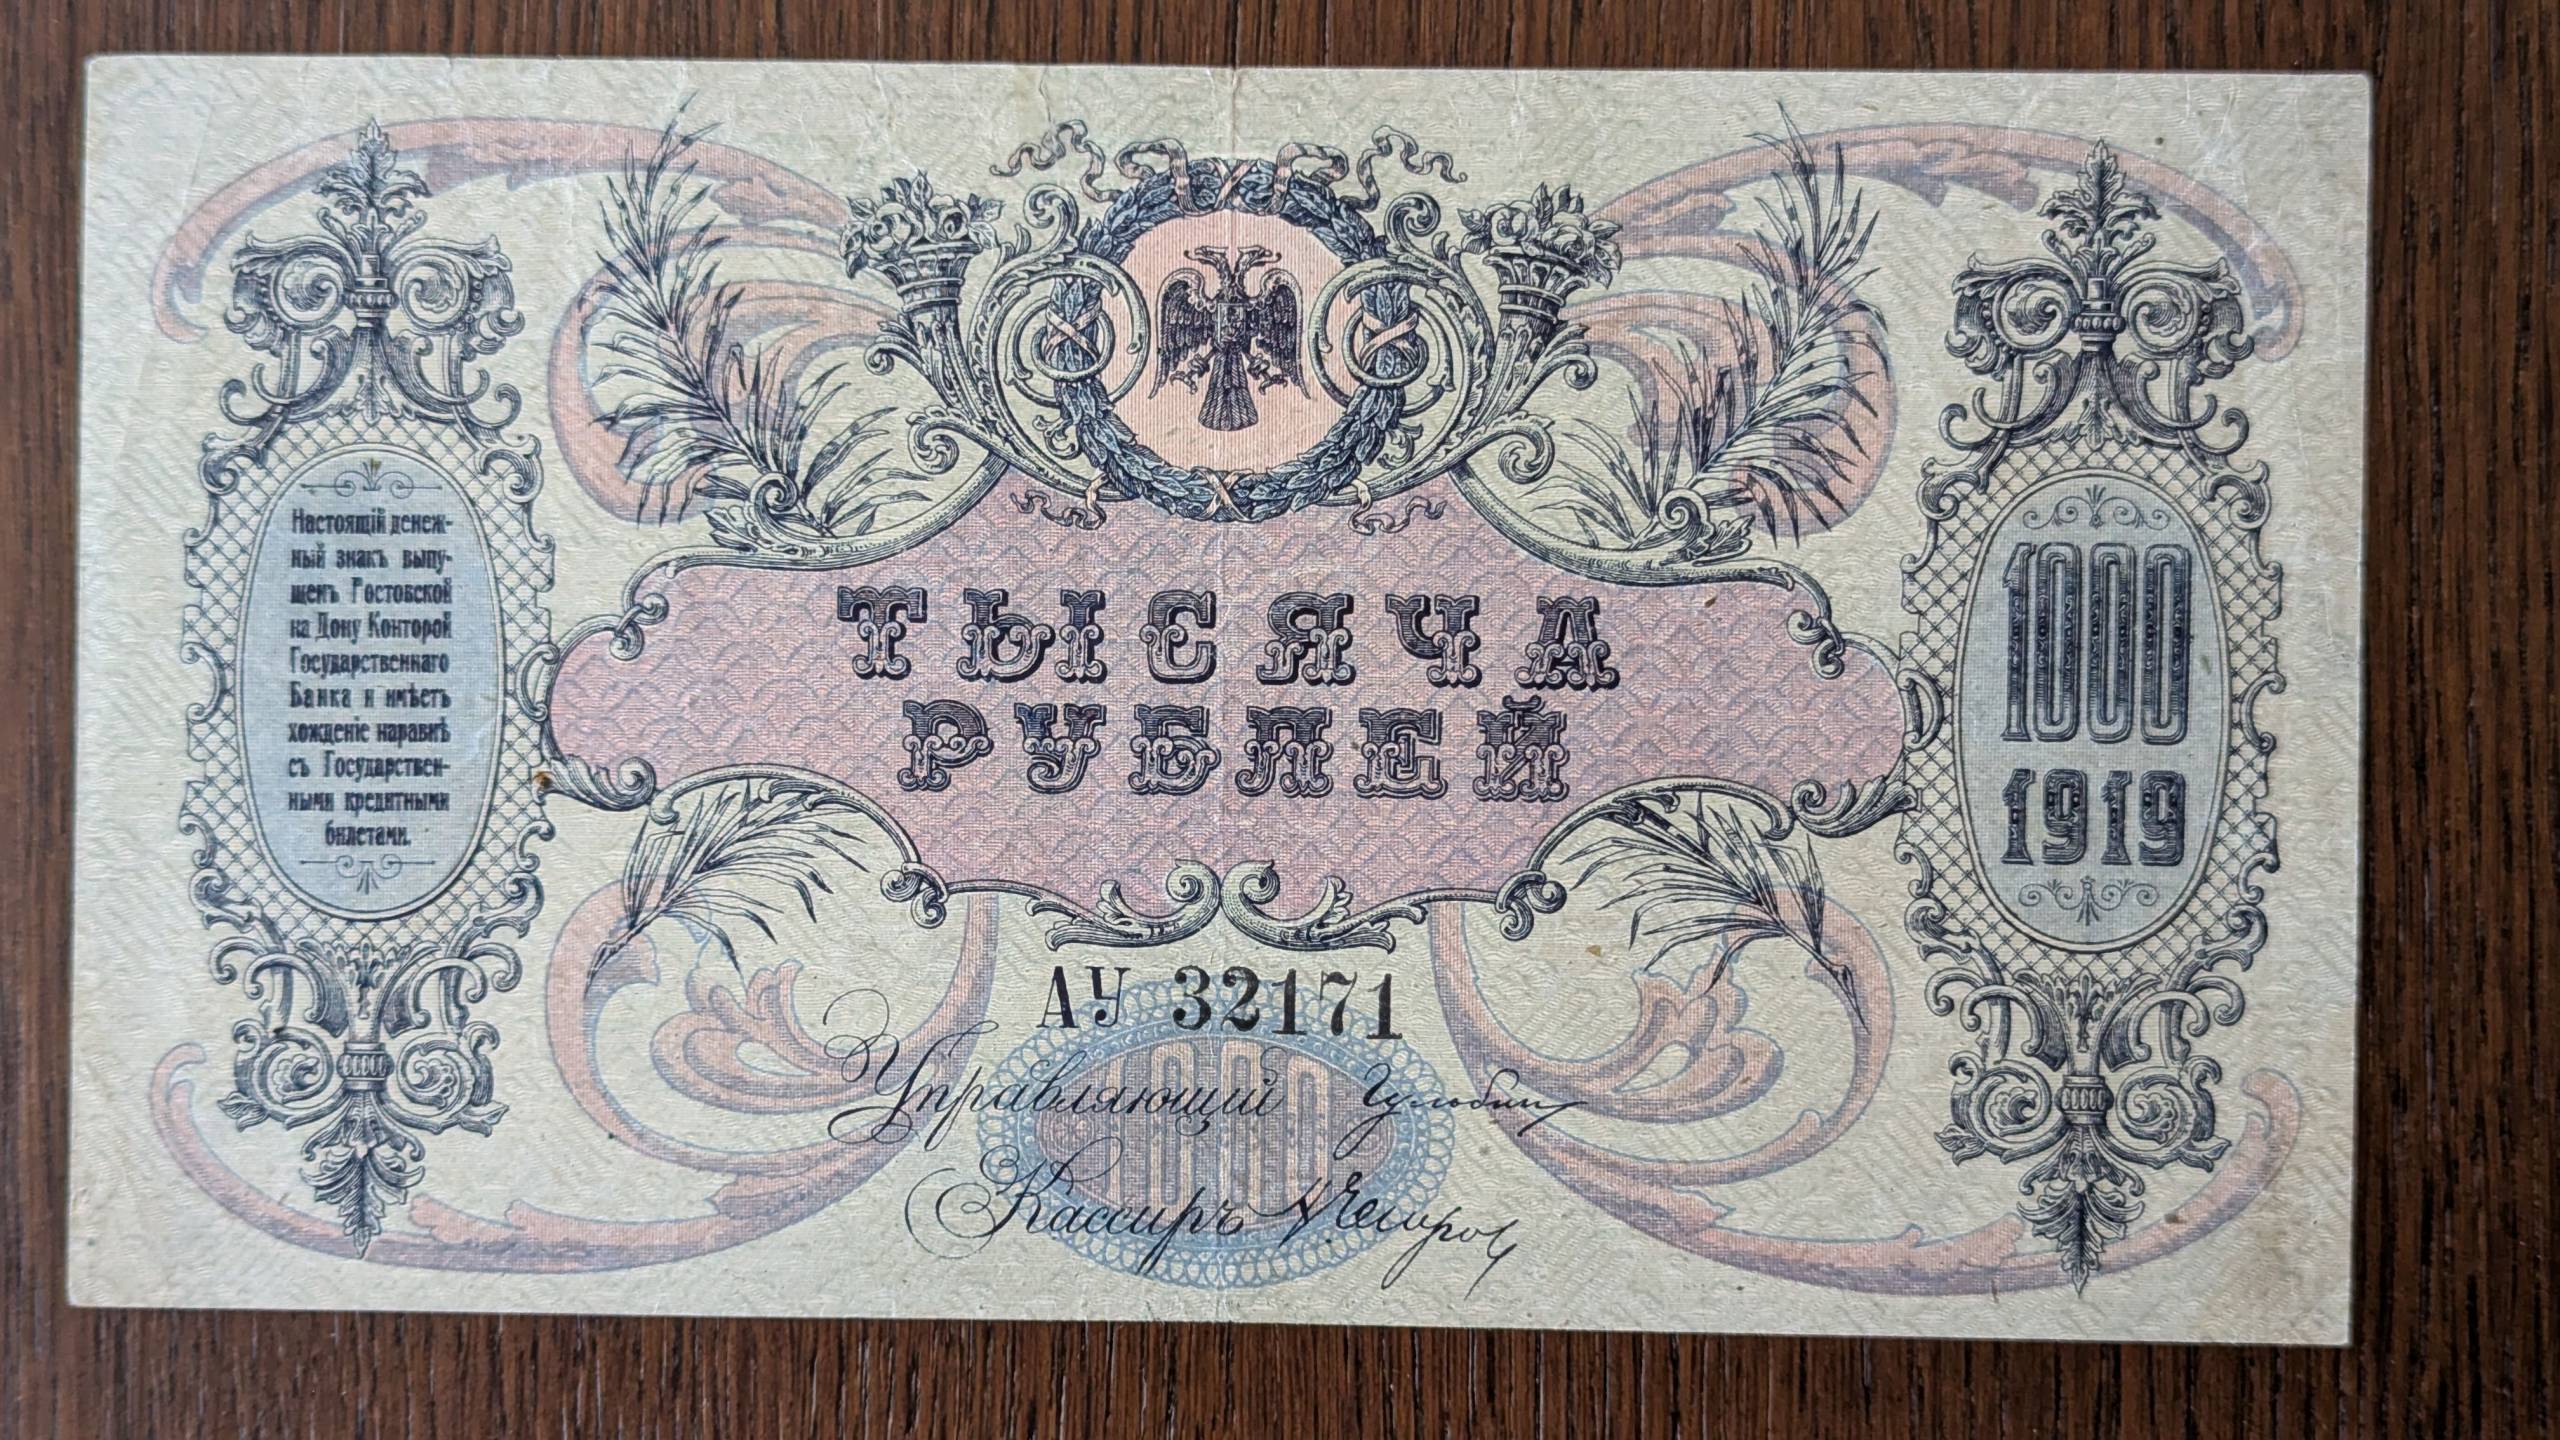 Настоящій денеж-
ный знакъ выпу-
щенъ Ростовской
на Дону Конторой
Государственнаго
Банка и имѣетъ
хожденіе наравнѣ
съ Государствен-
ными кредитными
билетами.
ТЫСЯЧА
РУБЛЕЙ
1000
1919
АУ 32171
1000
Управляющій
Кассиръ